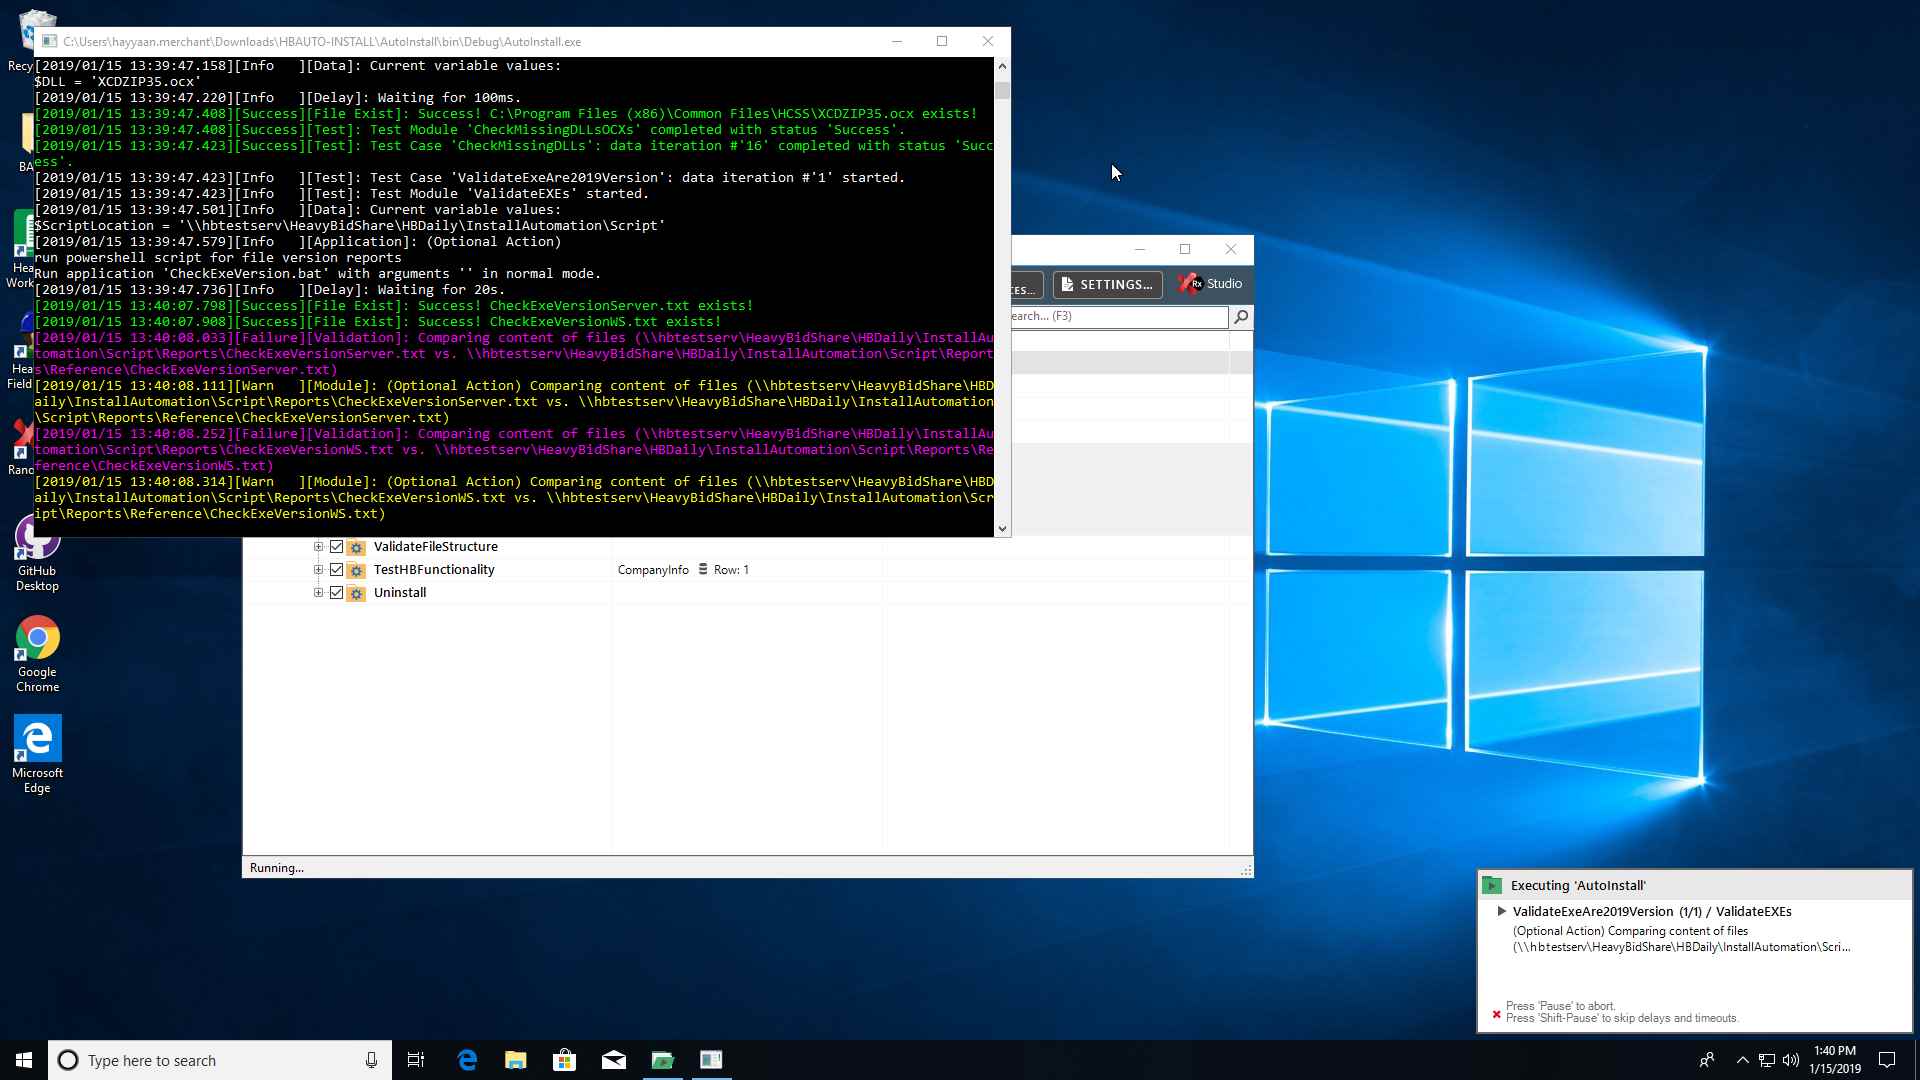 C:\Users\hayyaan.merchant\Downloads\HBAUTO-INSTALL\AutoInstall\bin\Debug\AutoInstall.exe
[2019/01/15 13:39:47.158][Info   ][Data]: Current variable values:
$DLL = 'XCDZIP35.ocx'
[2019/01/15 13:39:47.220][Info   ][Delay]: Waiting for 100ms.
[2019/01/15 13:39:47.408][Success][File Exist]: Success! C:\Program Files (x86)\Common Files\HCSS\XCDZIP35.ocx exists!
[2019/01/15 13:39:47.408][Success][Test]: Test Module 'CheckMissingDLLsOCXs' completed with status 'Success'.
[2019/01/15 13:39:47.423][Success][Test]: Test Case 'CheckMissingDLLs': data iteration #'16' completed with status 'Succ
ess'.
[2019/01/15 13:39:47.423][Info   ][Test]: Test Case 'ValidateExeAre2019Version': data iteration #'1' started.
[2019/01/15 13:39:47.423][Info   ][Test]: Test Module 'ValidateEXEs' started.
[2019/01/15 13:39:47.501][Info   ][Data]: Current variable values:
$ScriptLocation = '\\hbtestserv\HeavyBidShare\HBDaily\InstallAutomation\Script'
[2019/01/15 13:39:47.579][Info   ][Application]: (Optional Action)
run powershell script for file version reports
Run application 'CheckExeVersion.bat' with arguments '' in normal mode.
[2019/01/15 13:39:47.736][Info   ][Delay]: Waiting for 20s.
[2019/01/15 13:40:07.798][Success][File Exist]: Success! CheckExeVersionServer.txt exists!
[2019/01/15 13:40:07.908][Success][File Exist]: Success! CheckExeVersionWS.txt exists!
[2019/01/15 13:40:08.033][Failure][Validation]: Comparing content of files (\\hbtestserv\HeavyBidShare\HBDaily\InstallAu
tomation\Script\Reports\CheckExeVersionServer.txt vs. \\hbtestserv\HeavyBidShare\HBDaily\InstallAutomation\Script\Report
s\Reference\CheckExeVersionServer.txt)
[2019/01/15 13:40:08.111][Warn   ][Module]: (Optional Action) Comparing content of files (\\hbtestserv\HeavyBidShare\HBD
aily\InstallAutomation\Script\Reports\CheckExeVersionServer.txt vs. \\hbtestserv\HeavyBidShare\HBDaily\InstallAutomation
\Script\Reports\Reference\CheckExeVersionServer.txt)
[2019/01/15 13:40:08.252][Failure][Validation]: Comparing content of files (\\hbtestserv\HeavyBidShare\HBDaily\InstallAu
tomation\Script\Reports\CheckExeVersionWS.txt vs. \\hbtestserv\HeavyBidShare\HBDaily\InstallAutomation\Script\Reports\Re
ference\CheckExeVersionWS.txt)
[2019/01/15 13:40:08.314][Warn   ][Module]: (Optional Action) Comparing content of files (\\hbtestserv\HeavyBidShare\HBD
aily\InstallAutomation\Script\Reports\CheckExeVersionWS.txt vs. \\hbtestserv\HeavyBidShare\HBDaily\InstallAutomation\Scr
ipt\Reports\Reference\CheckExeVersionWS.txt)
Recy
BA
Hea
Work
Hea
Field
Rano
GitHub
Desktop
Google
Chrome
Microsoft
Edge
ces...
SETTINGS...
Rx
Studio
earch... (F3)
ValidateFileStructure
TestHBFunctionality CompanyInfo Row: 1
Uninstall
Running...
Executing 'AutoInstall'
ValidateExeAre2019Version (1/1) / ValidateEXEs
(Optional Action) Comparing content of files
(\\hbtestserv\HeavyBidShare\HBDaily\InstallAutomation\Scri...
Press 'Pause' to abort.
Press 'Shift-Pause' to skip delays and timeouts.
Type here to search
1:40 PM
1/15/2019